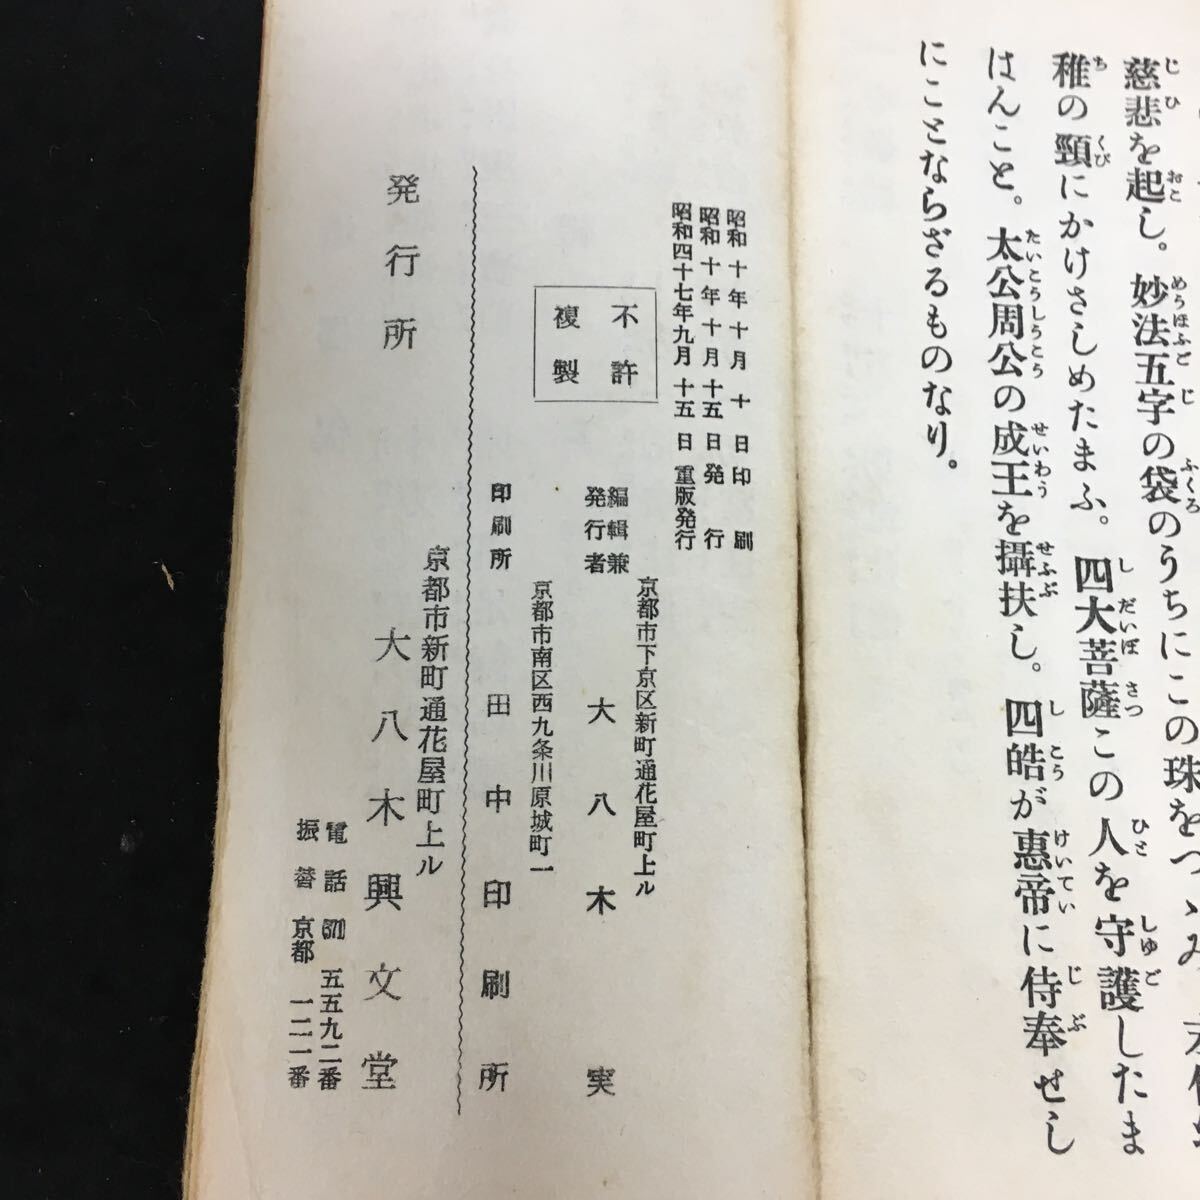 慈悲を起し。妙法五字の袋のうちにこの珠をつゝみ
稚の頸にかけさしめたまふ。四大菩薩この人を守護したま
はんこと。太公周公の成王を攝扶し。四皓が惠帝に侍奉せし
にことならざるものなり。
昭和十年十月十日印刷
昭和十年十月十五日発行
昭和四十七年九月十五日重版発行
不許
複製
京都市下京区新町通花屋町上ル
編輯兼
発行者
大八木実
京都市南区西九条川原城町一
印刷所
田中印刷所
発行所
京都市新町通花屋町上ル
大八木興文堂
電話 五五九二番
振替京都 一二一番